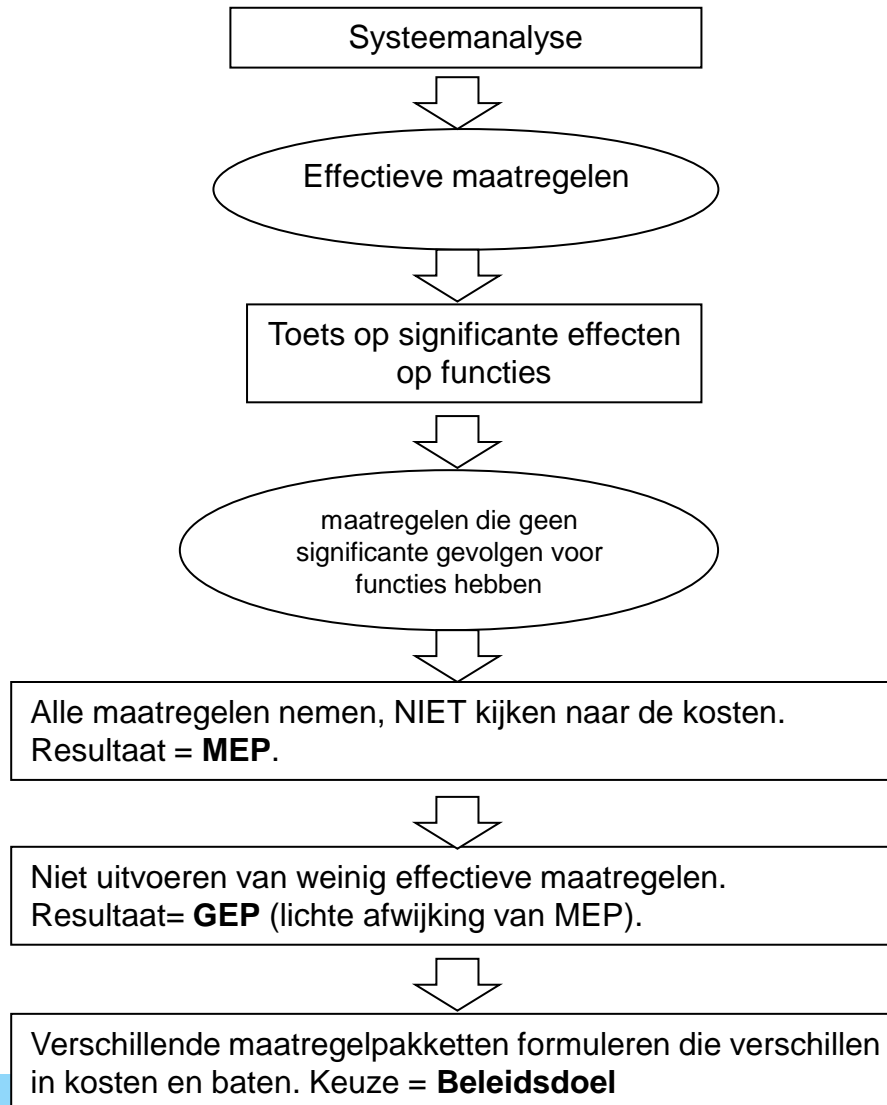 Systeemanalyse
Effectieve maatregelen
Toets op significante effecten
op functies
maatregelen die geen
significante gevolgen voor
functies hebben
Alle maatregelen nemen, NIET kijken naar de kosten.
Resultaat = MEP.
Niet uitvoeren van weinig effectieve maatregelen.
Resultaat= GEP (lichte afwijking van MEP).
Verschillende maatregelpakketten formuleren die verschillen
in kosten en baten. Keuze = Beleidsdoel